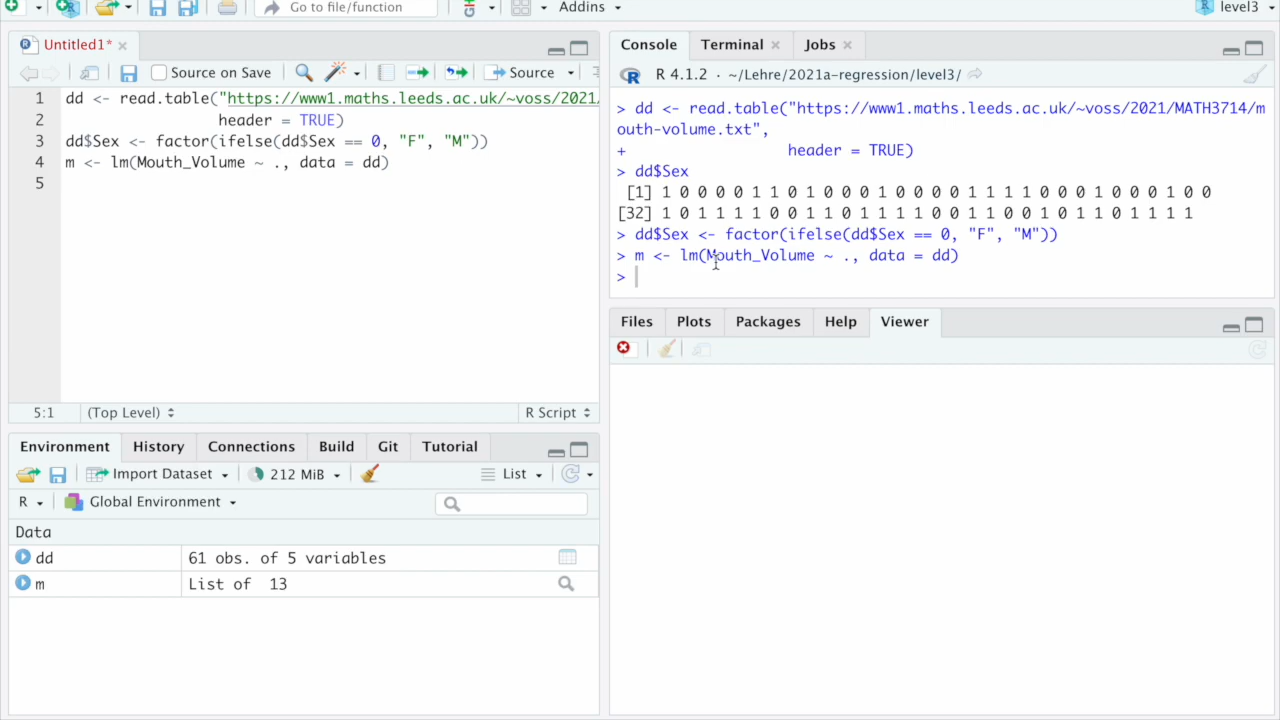 Go to file/function
Addins
level3
Untitled1*
Source on Save
Source
1 dd <- read.table("https://www1.maths.leeds.ac.uk/~voss/2021/
2 header = TRUE)
3 dd$Sex <- factor(ifelse(dd$Sex == 0, "F", "M"))
4 m <- lm(Mouth_Volume ~ ., data = dd)
5
5:1 (Top Level) R Script
Console Terminal Jobs
R 4.1.2 · ~/Lehre/2021a-regression/level3/
> dd <- read.table("https://www1.maths.leeds.ac.uk/~voss/2021/MATH3714/m
outh-volume.txt",
+ header = TRUE)
> dd$Sex
[1] 1 0 0 0 0 1 1 0 1 0 0 0 1 0 0 0 0 1 1 1 1 0 0 0 1 0 0 0 1 0 0
[32] 1 0 1 1 1 1 0 0 1 1 0 1 1 1 1 0 0 1 1 0 0 1 0 1 1 0 1 1 1 1
> dd$Sex <- factor(ifelse(dd$Sex == 0, "F", "M"))
> m <- lm(Mouth_Volume ~ ., data = dd)
>
Files Plots Packages Help Viewer
Environment History Connections Build Git Tutorial
Import Dataset 212 MiB List
R Global Environment
Data
dd 61 obs. of 5 variables
m List of 13